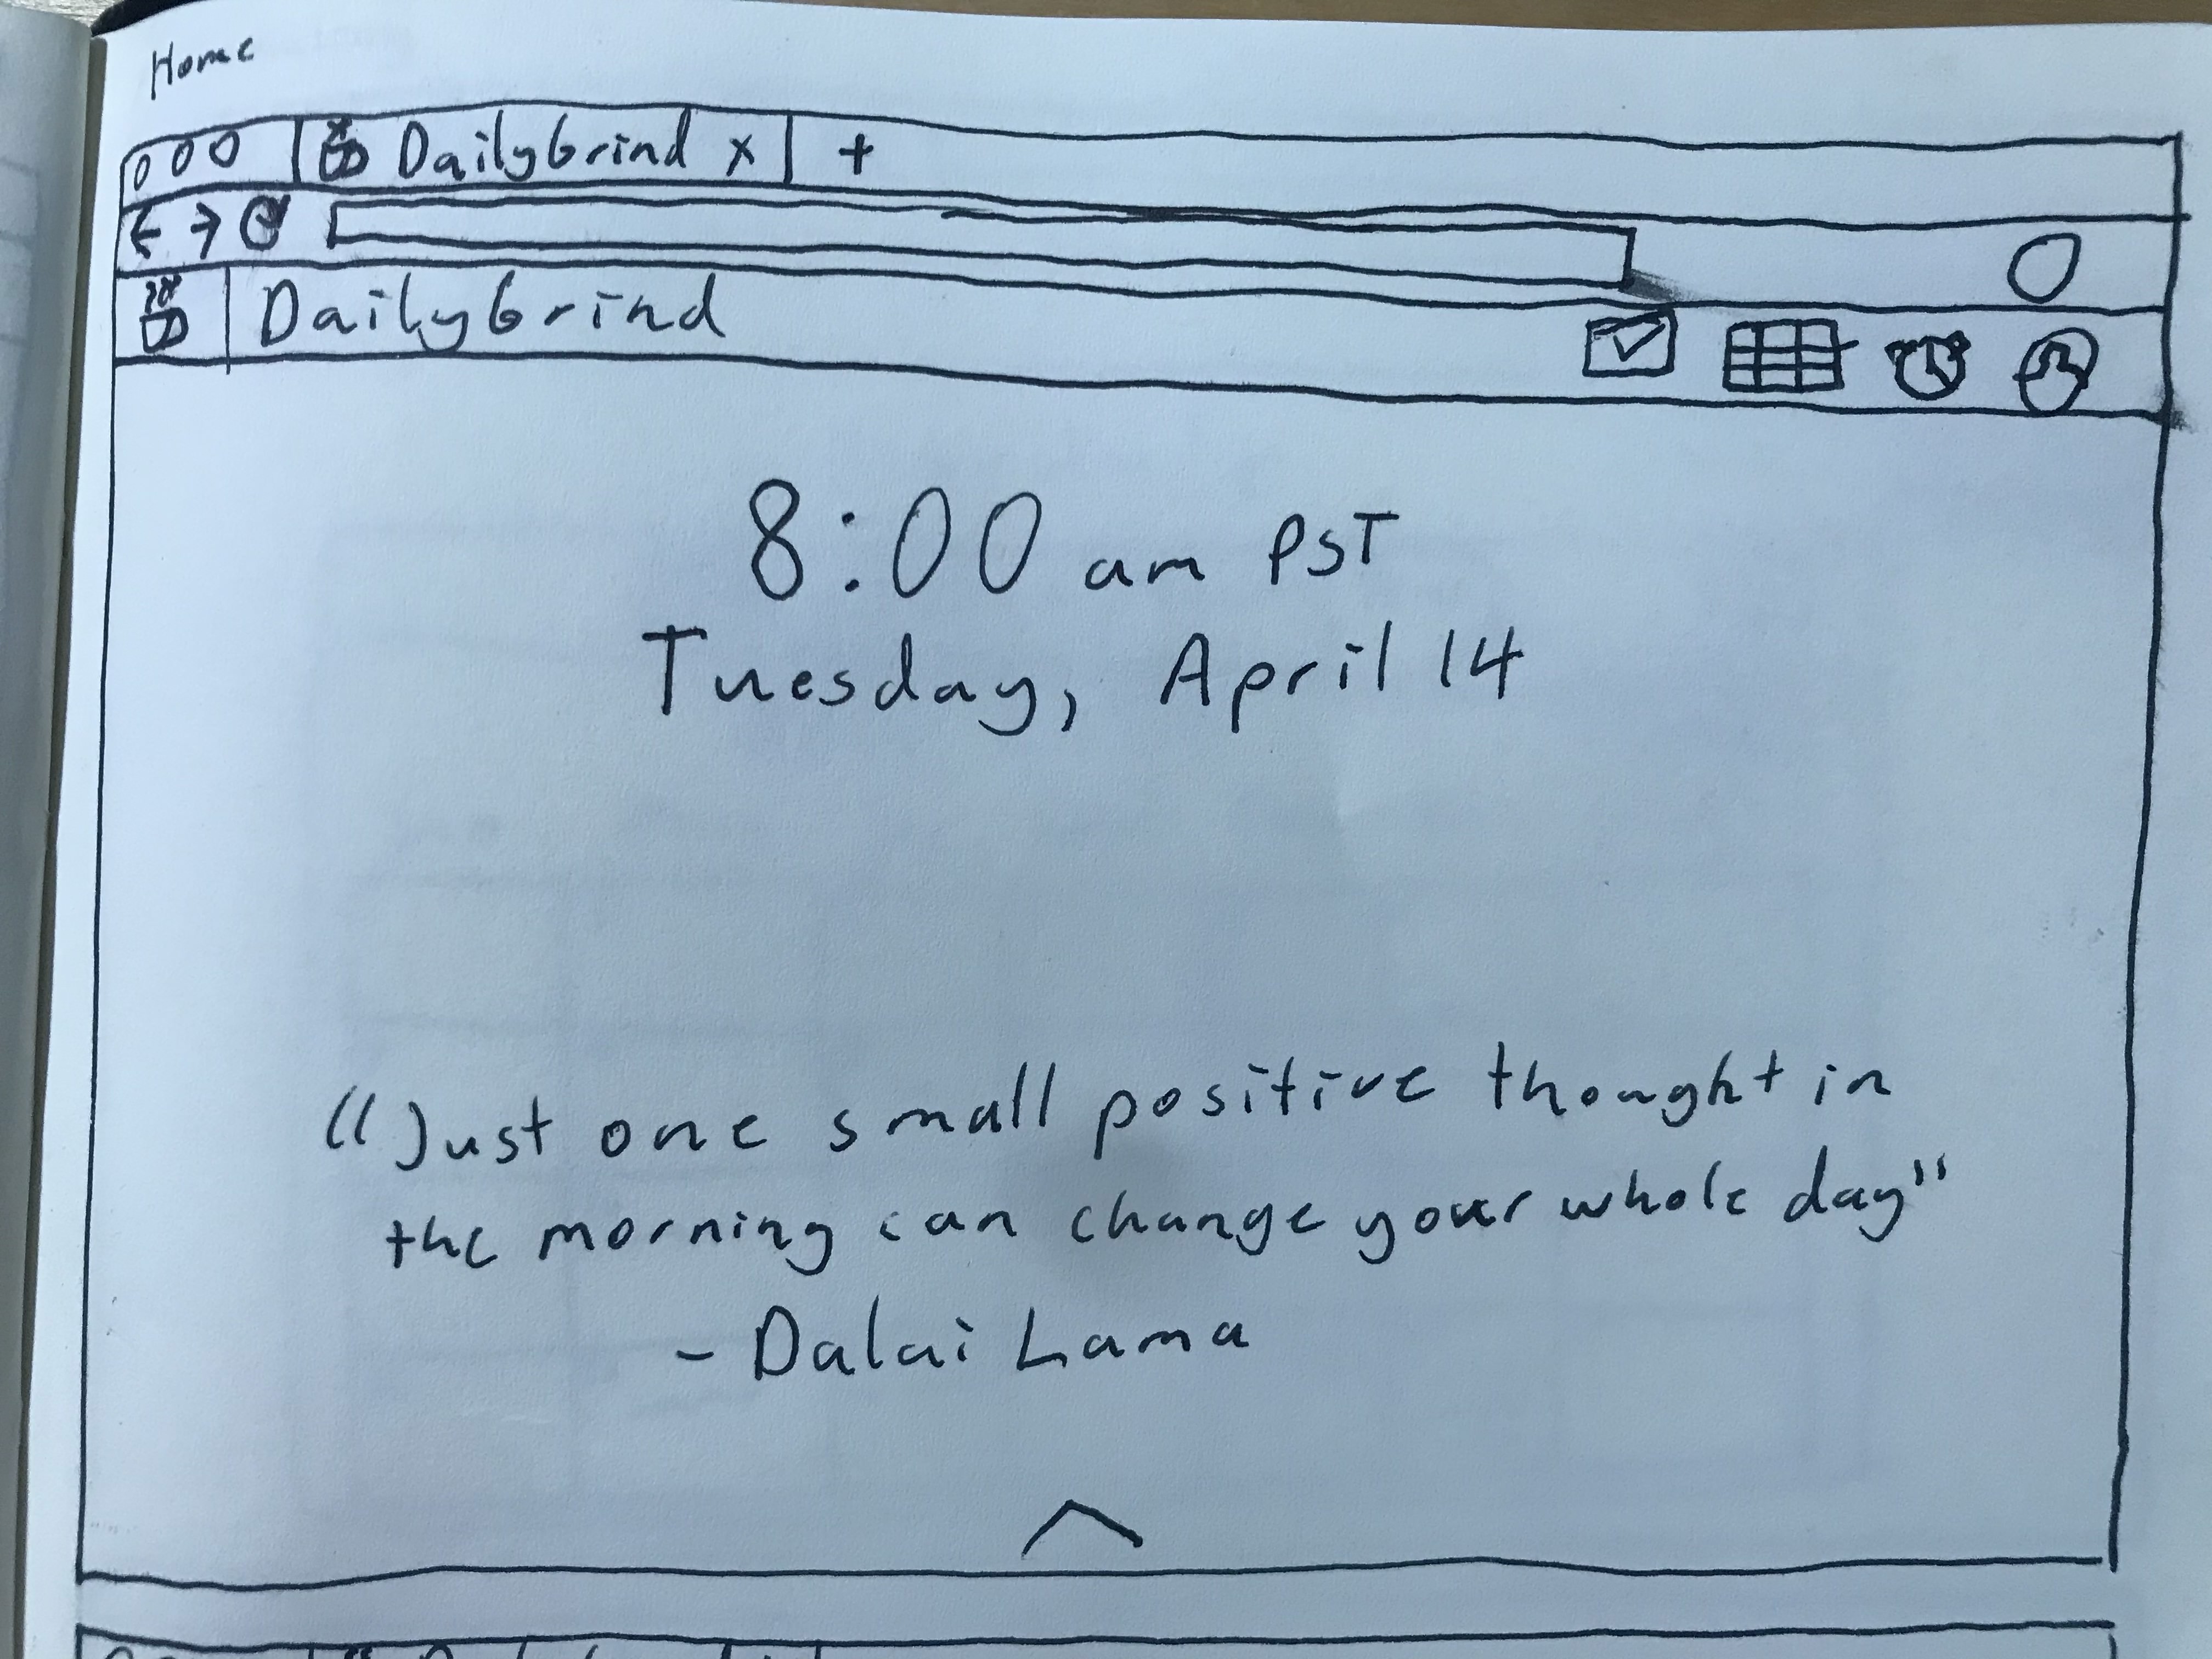 Home
DailyGrind x +
DailyGrind
8:00 am PST
Tuesday, April 14
"Just one small positive thought in
the morning can change your whole day"
- Dalai Lama